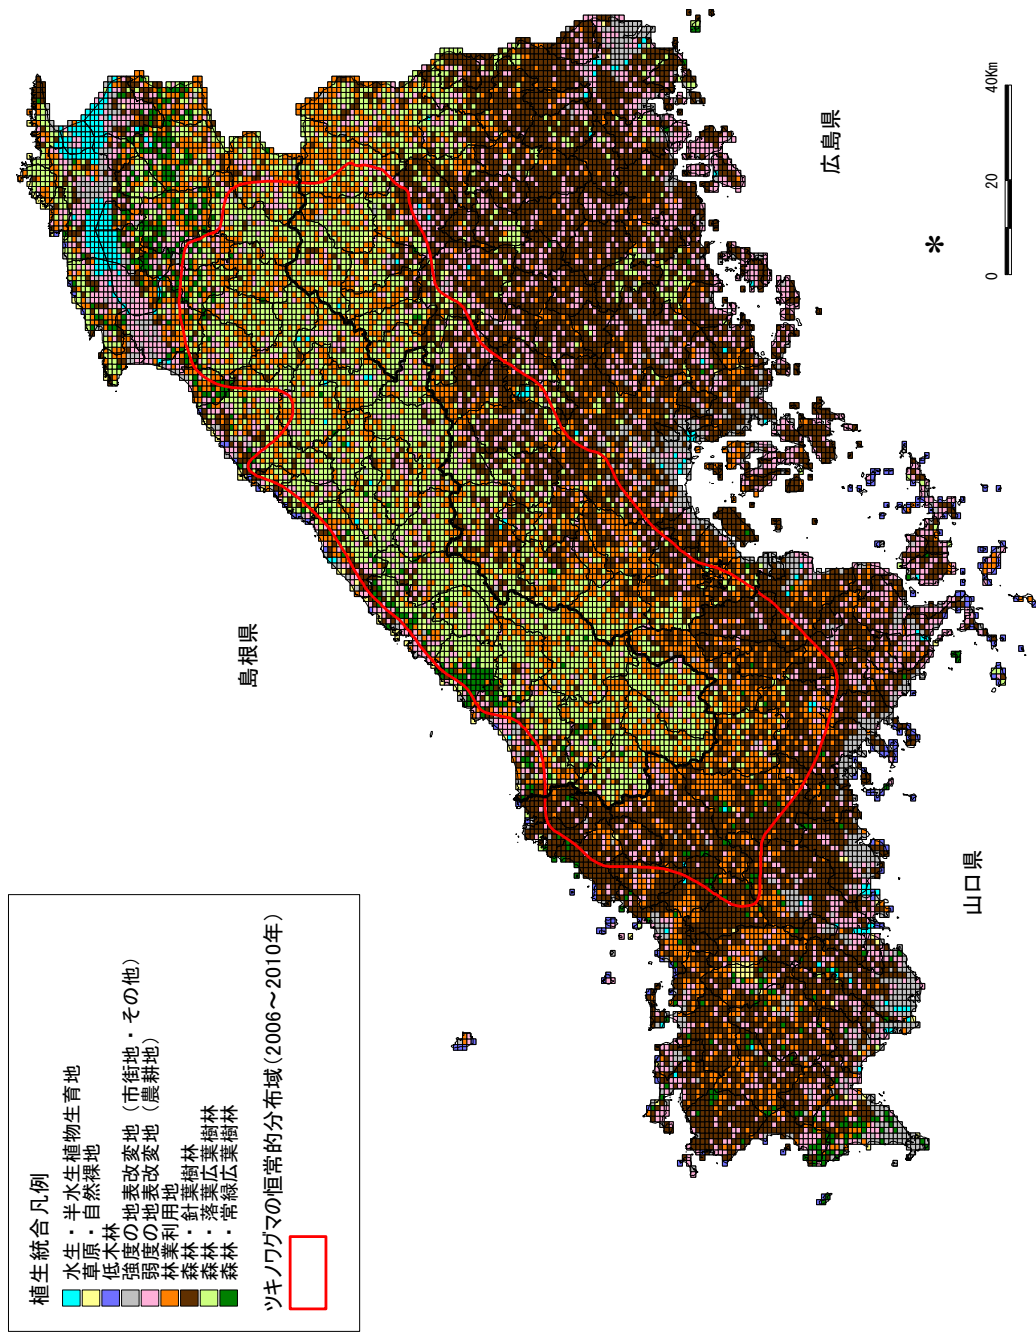 植生統合凡例
水生・半水生植物生育地
草原・自然裸地
低木林
強度の地表改変地（市街地・その他）
弱度の地表改変地（農耕地）
林業利用地
森林・針葉樹林
森林・落葉広葉樹林
森林・常緑広葉樹林
ツキノワグマの恒常的分布域(2006～2010年)
島根県
広島県
山口県
*
0 20 40Km